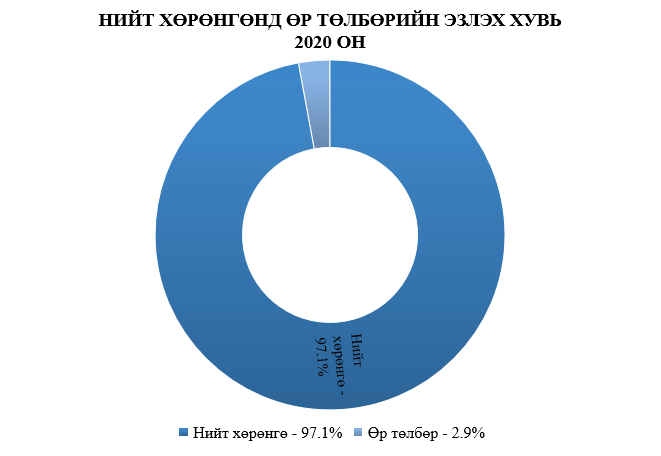 НИЙТ ХӨРӨНГӨНД ӨР ТӨЛБӨРИЙН ЭЗЛЭХ ХУВЬ
2020 ОН
Нийт
хөрөнгө -
97.1%
Нийт хөрөнгө - 97.1%
Өр төлбөр - 2.9%